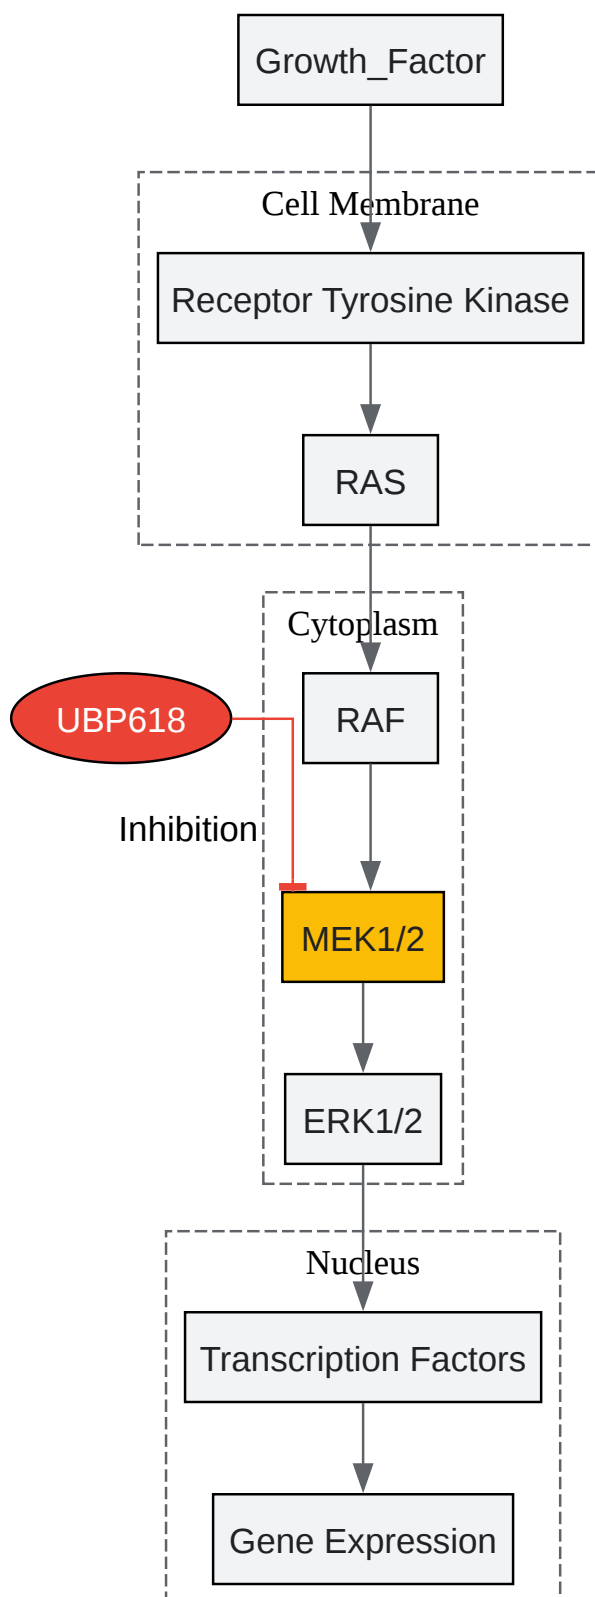 Growth_Factor
Cell Membrane
Receptor Tyrosine Kinase
RAS
Cytoplasm
UBP618
RAF
Inhibition
MEK1/2
ERK1/2
Nucleus
Transcription Factors
Gene Expression